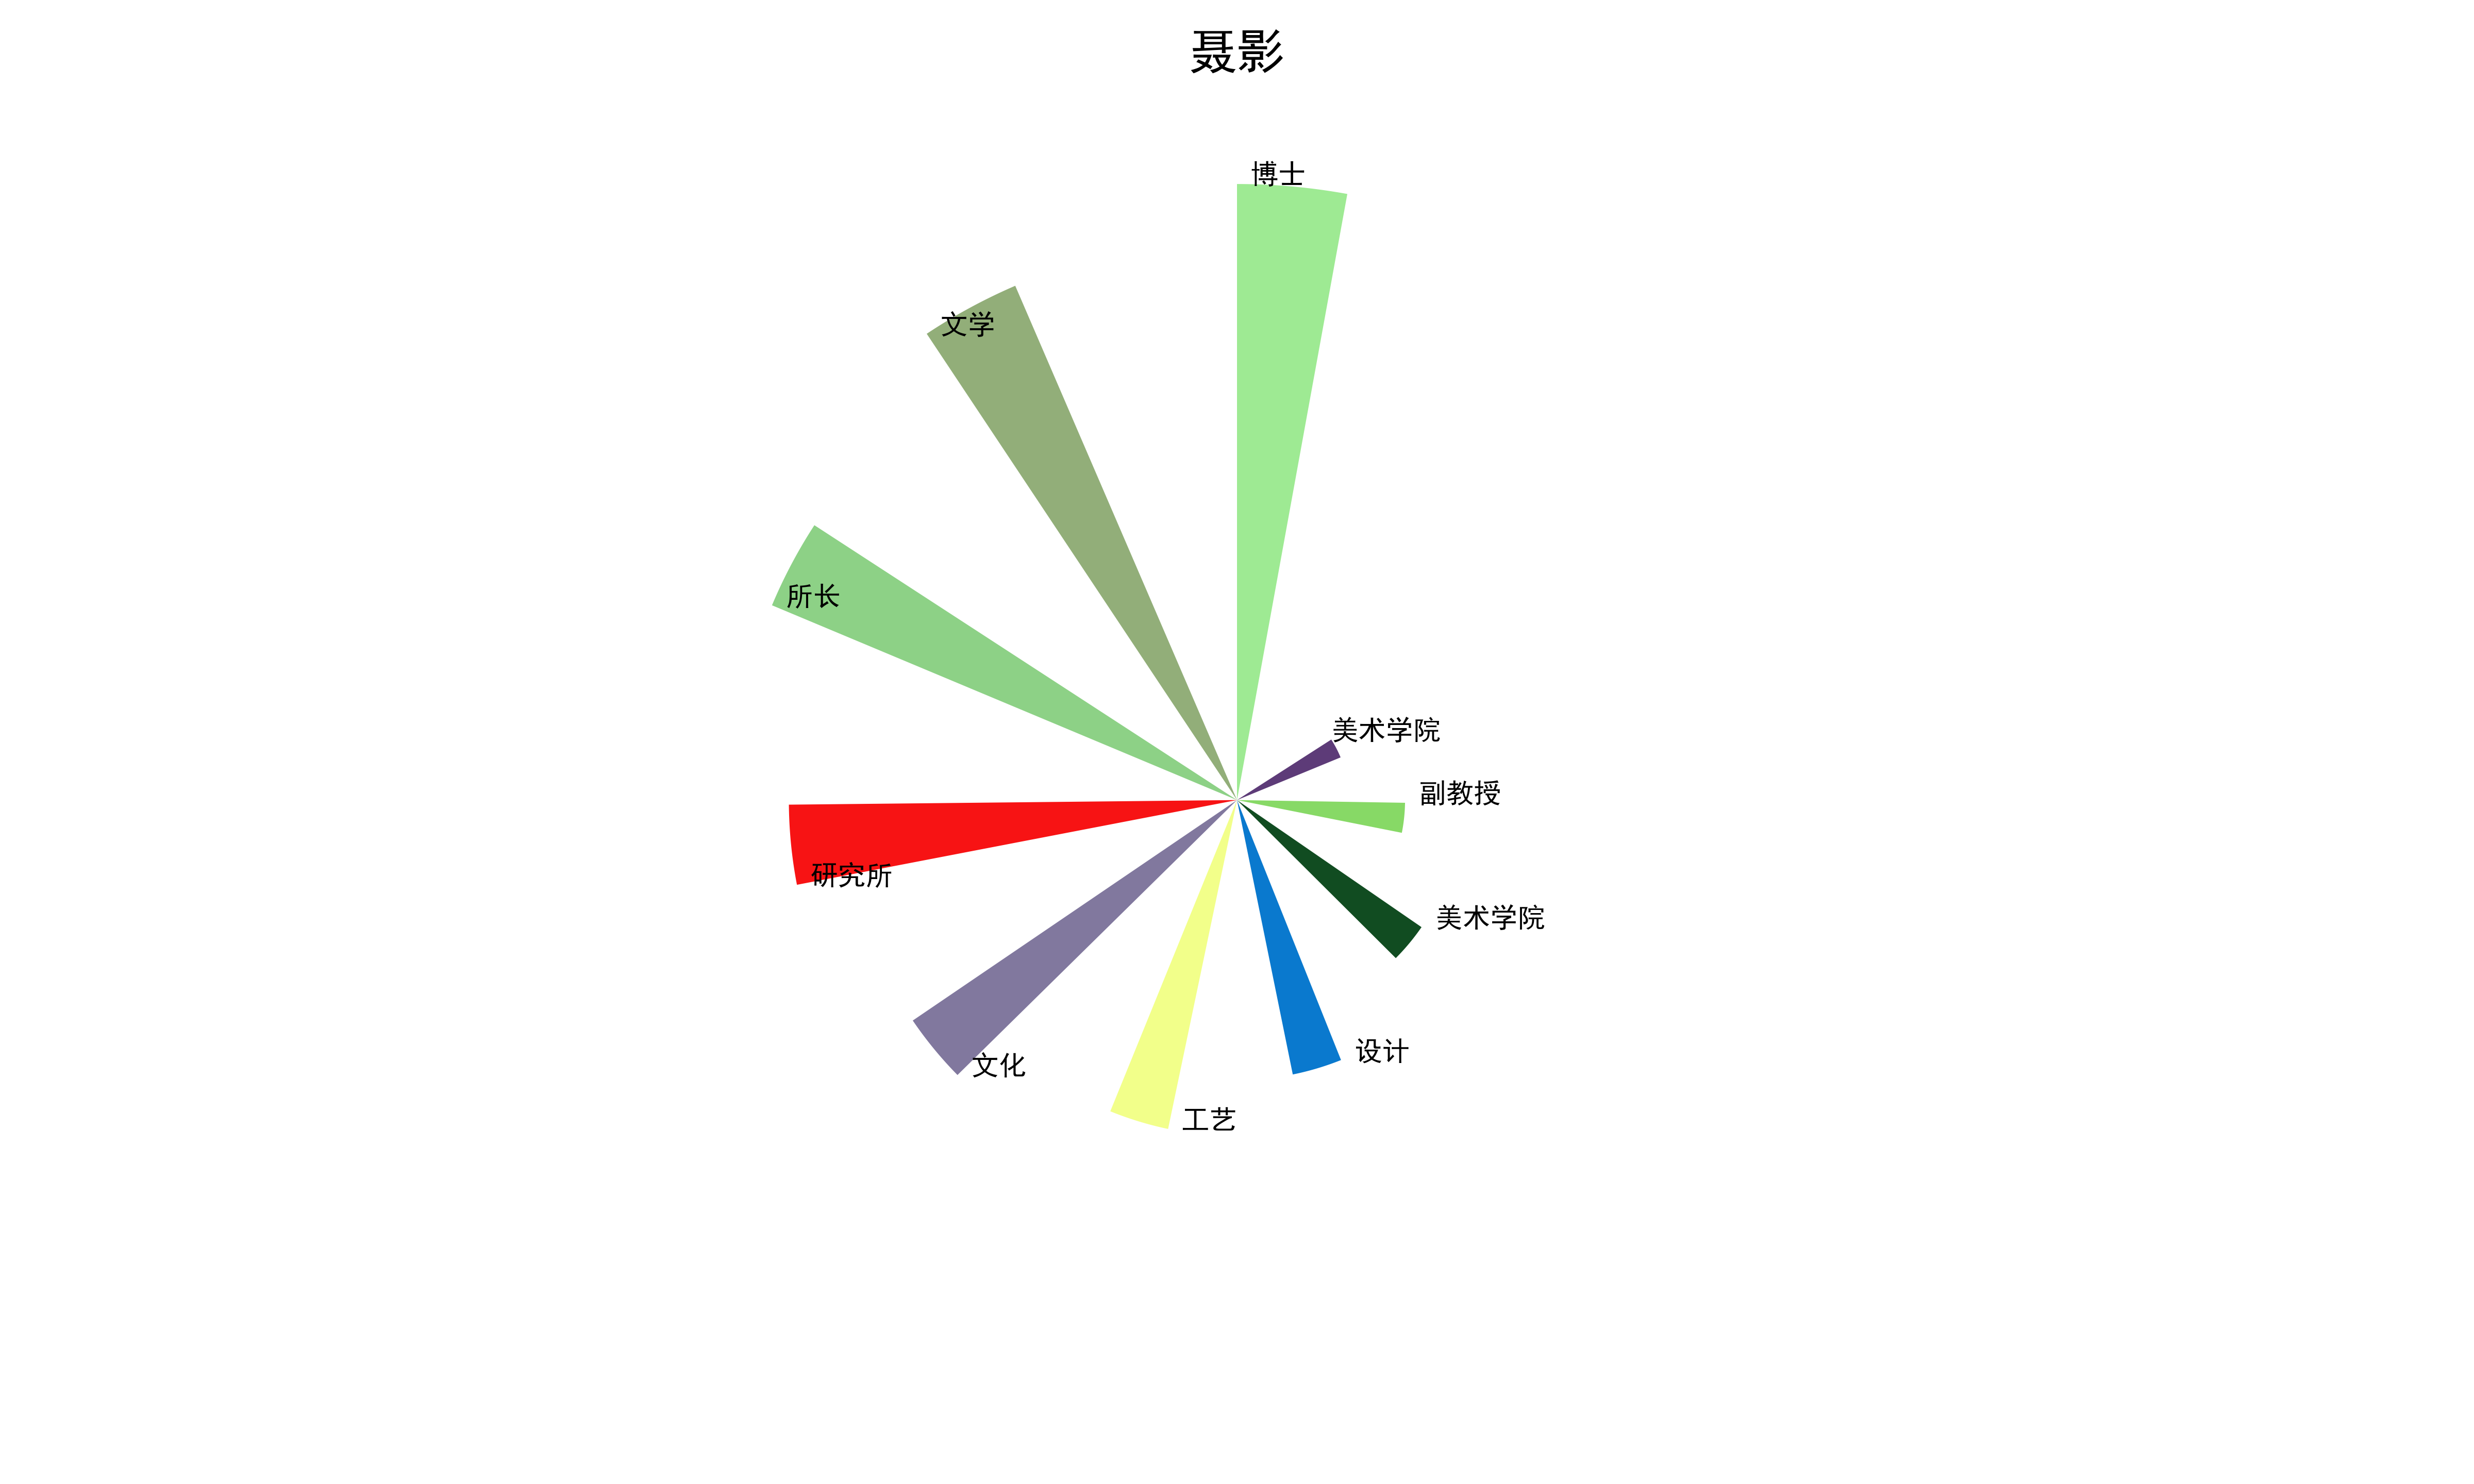 聂影
博士
文学
所长
美术学院
副教授
研究所
美术学院
设计
文化
工艺